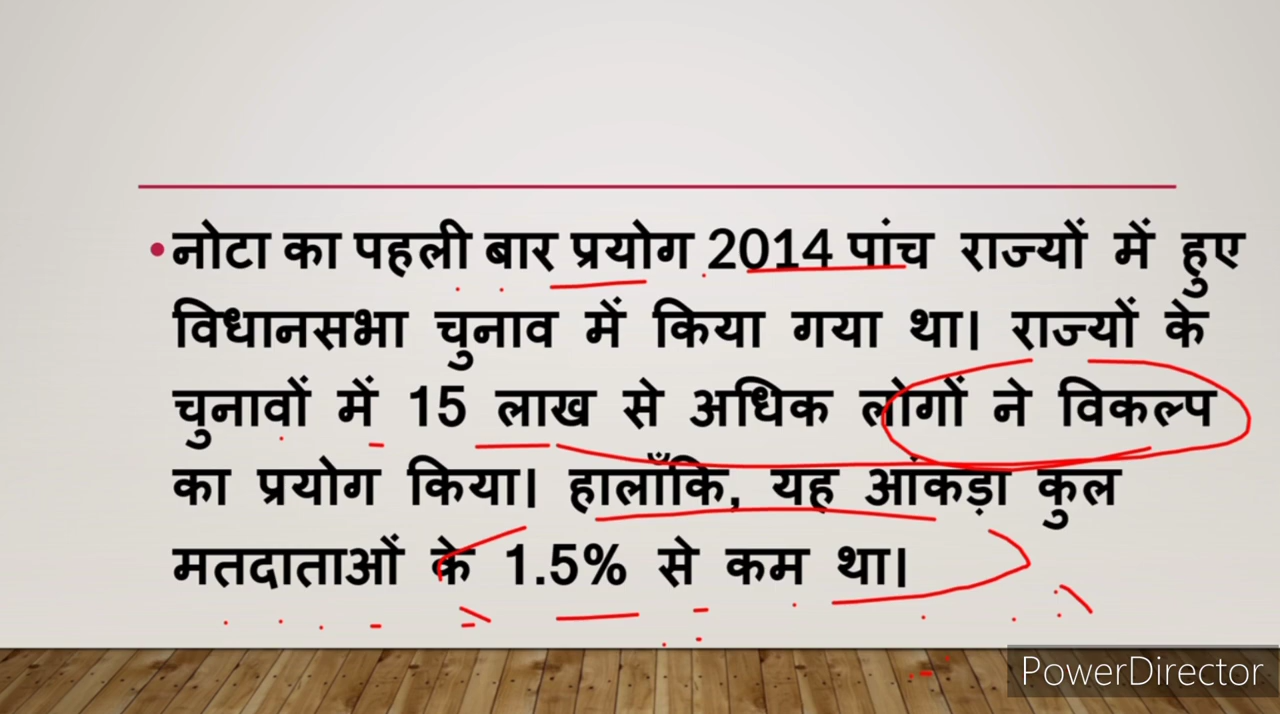 •नोटा का पहली बार प्रयोग 2014 पांच राज्यों में हुए
विधानसभा चुनाव में किया गया था। राज्यों के
चुनावों में 15 लाख से अधिक लोगों ने विकल्प
का प्रयोग किया। हालाँकि, यह आंकड़ा कुल
मतदाताओं के 1.5% से कम था।
PowerDirector